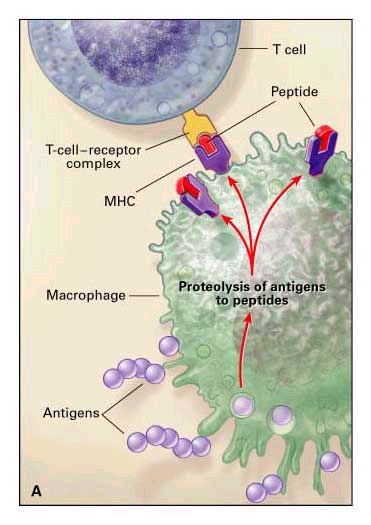 T cell
Peptide
T-cell–receptor
complex
MHC
Macrophage
Proteolysis of antigens
to peptides
Antigens
A